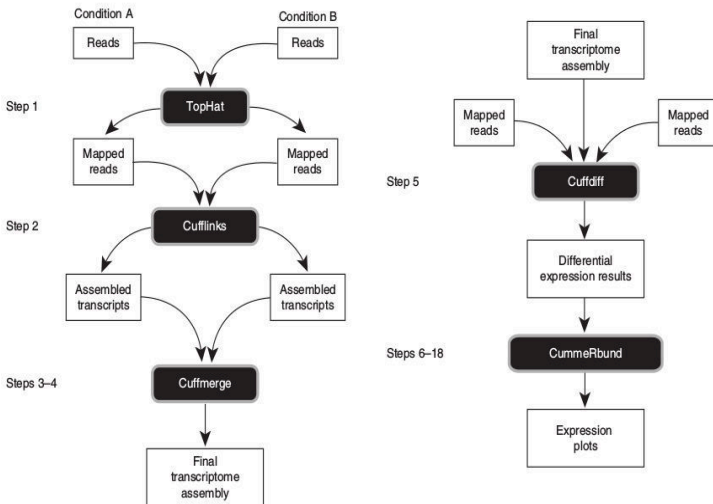 Condition A
Condition B
Reads
Reads
Step 1
TopHat
Mapped
reads
Mapped
reads
Step 2
Cufflinks
Assembled
transcripts
Assembled
transcripts
Steps 3–4
Cuffmerge
Final
transcriptome
assembly
Final
transcriptome
assembly
Mapped
reads
Mapped
reads
Step 5
Cuffdiff
Differential
expression results
Steps 6–18
CummeRbund
Expression
plots